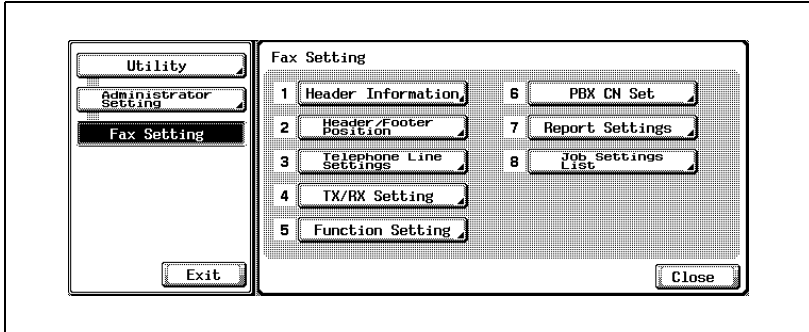 Utility
Administrator
Setting
Fax Setting
Exit
Fax Setting
1 Header Information
2 Header/Footer
Position
3 Telephone Line
Settings
4 TX/RX Setting
5 Function Setting
6 PBX CN Set
7 Report Settings
8 Job Settings
List
Close